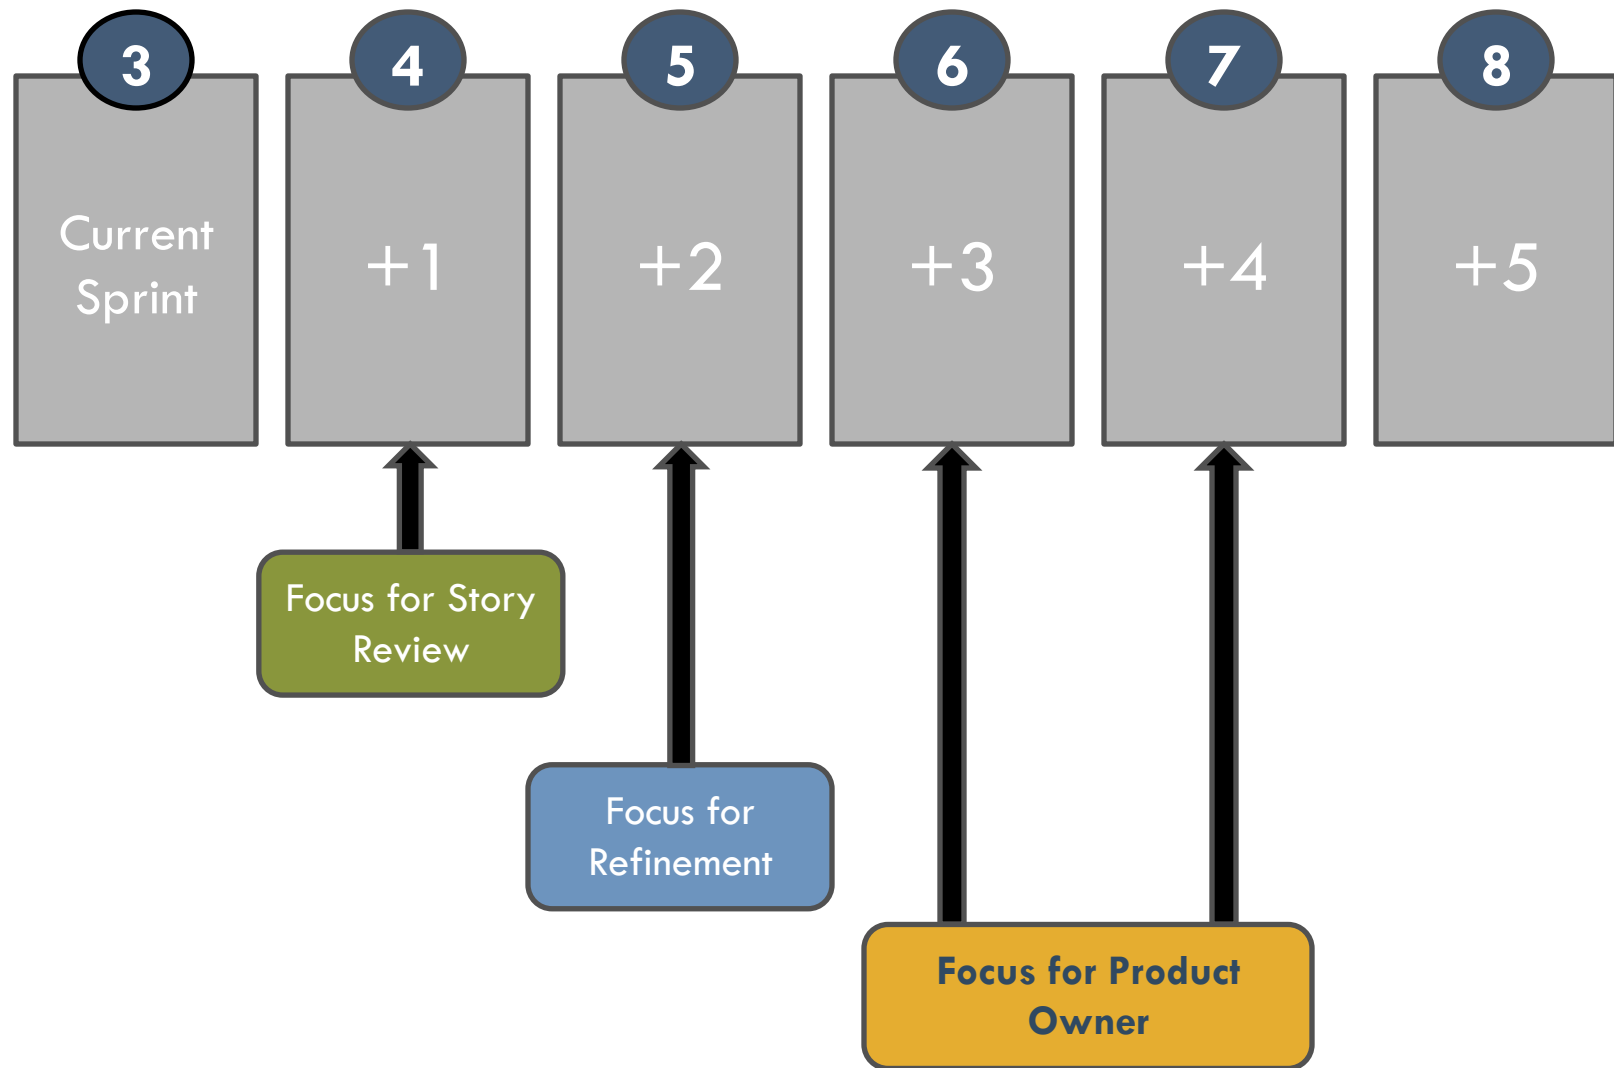 3
4
5
6
7
8
Current
Sprint
+1
+2
+3
+4
+5
Focus for Story
Review
Focus for
Refinement
Focus for Product
Owner